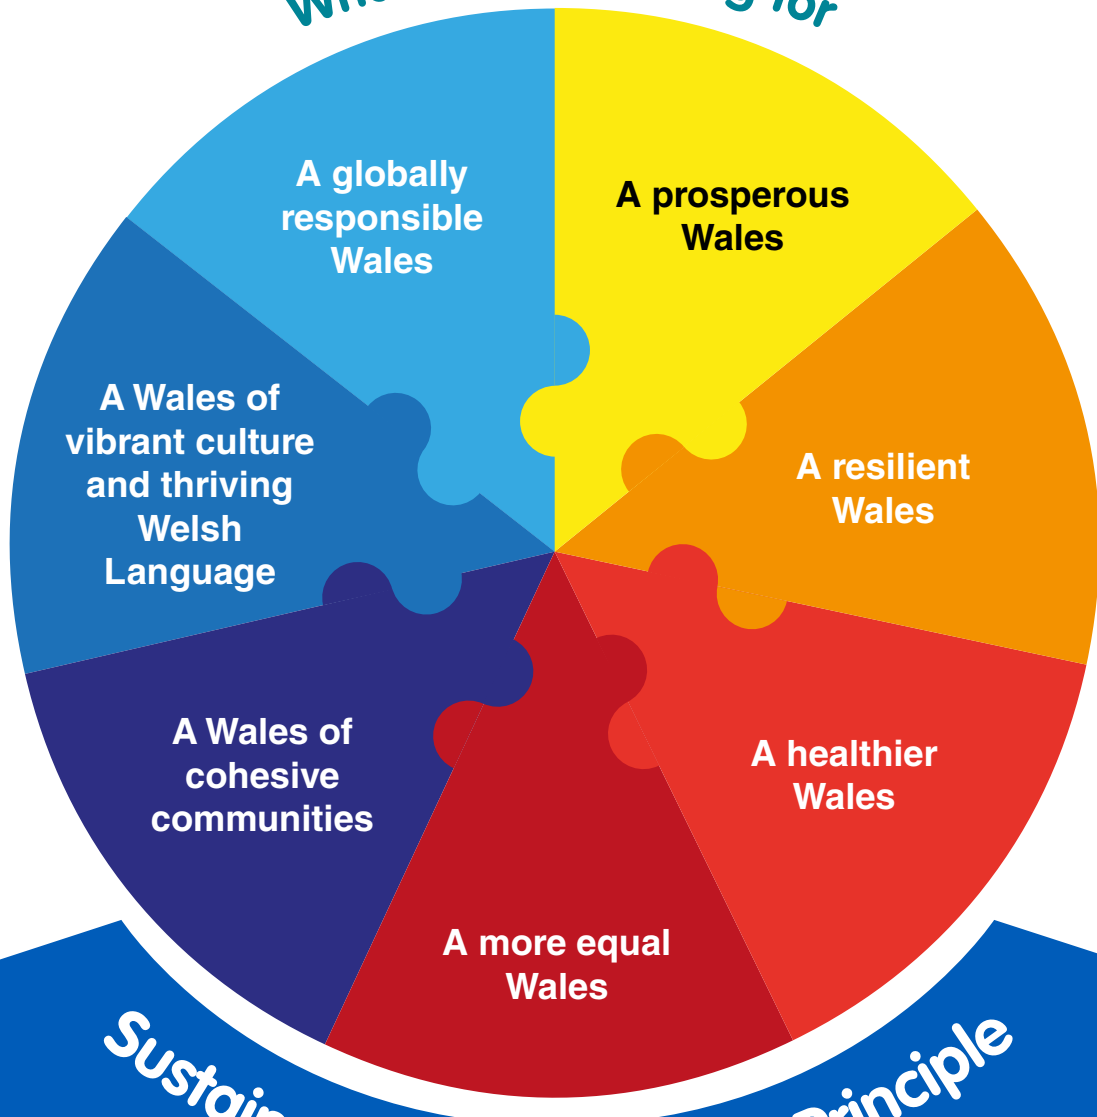 for
A globally
responsible
Wales
A prosperous
Wales
A resilient
Wales
A healthier
Wales
A more equal
Wales
A Wales of
cohesive
communities
A Wales of
vibrant culture
and thriving
Welsh
Language
Principle